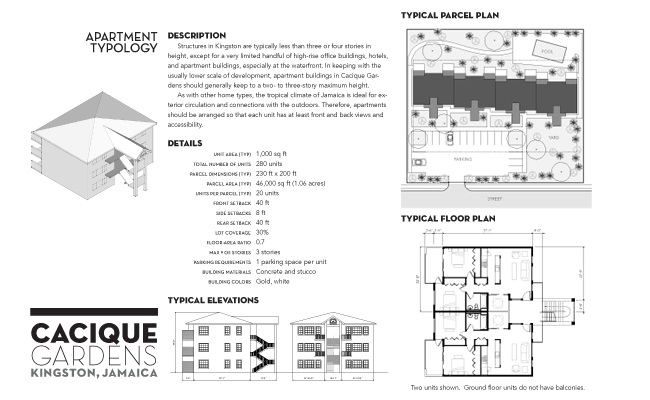 APARTMENT
TYPOLOGY
DESCRIPTION
Structures in Kingston are typically less than three or four stories in
height, except for a very limited handful of high-rise office buildings, hotels,
and apartment buildings, especially at the waterfront. In keeping with the
usually lower scale of development, apartment buildings in Cacique Gar-
dens should generally keep to a two- to three-story maximum height.
As with other home types, the tropical climate of Jamaica is ideal for ex-
terior circulation and connections with the outdoors. Therefore, apartments
should be arranged so that each unit has at least front and back views and
accessibility.
DETAILS
UNIT AREA (TYP) 1,000 sq ft
TOTAL NUMBER OF UNITS 280 units
PARCEL DIMENSIONS (TYP) 230 ft x 200 ft
PARCEL AREA (TYP) 46,000 sq ft (1.06 acres)
UNITS PER PARCEL (TYP) 20 units
FRONT SETBACK 40 ft
SIDE SETBACKS 8 ft
REAR SETBACK 40 ft
LOT COVERAGE 30%
FLOOR-AREA RATIO 0.7
MAX # OF STORIES 3 stories
PARKING REQUIREMENTS 1 parking space per unit
BUILDING MATERIALS Concrete and stucco
BUILDING COLORS Gold, white
TYPICAL ELEVATIONS
CACIQUE
GARDENS
KINGSTON, JAMAICA
TYPICAL PARCEL PLAN
POOL
YARD
PARKING
STREET
TYPICAL FLOOR PLAN
Two units shown. Ground floor units do not have balconies.